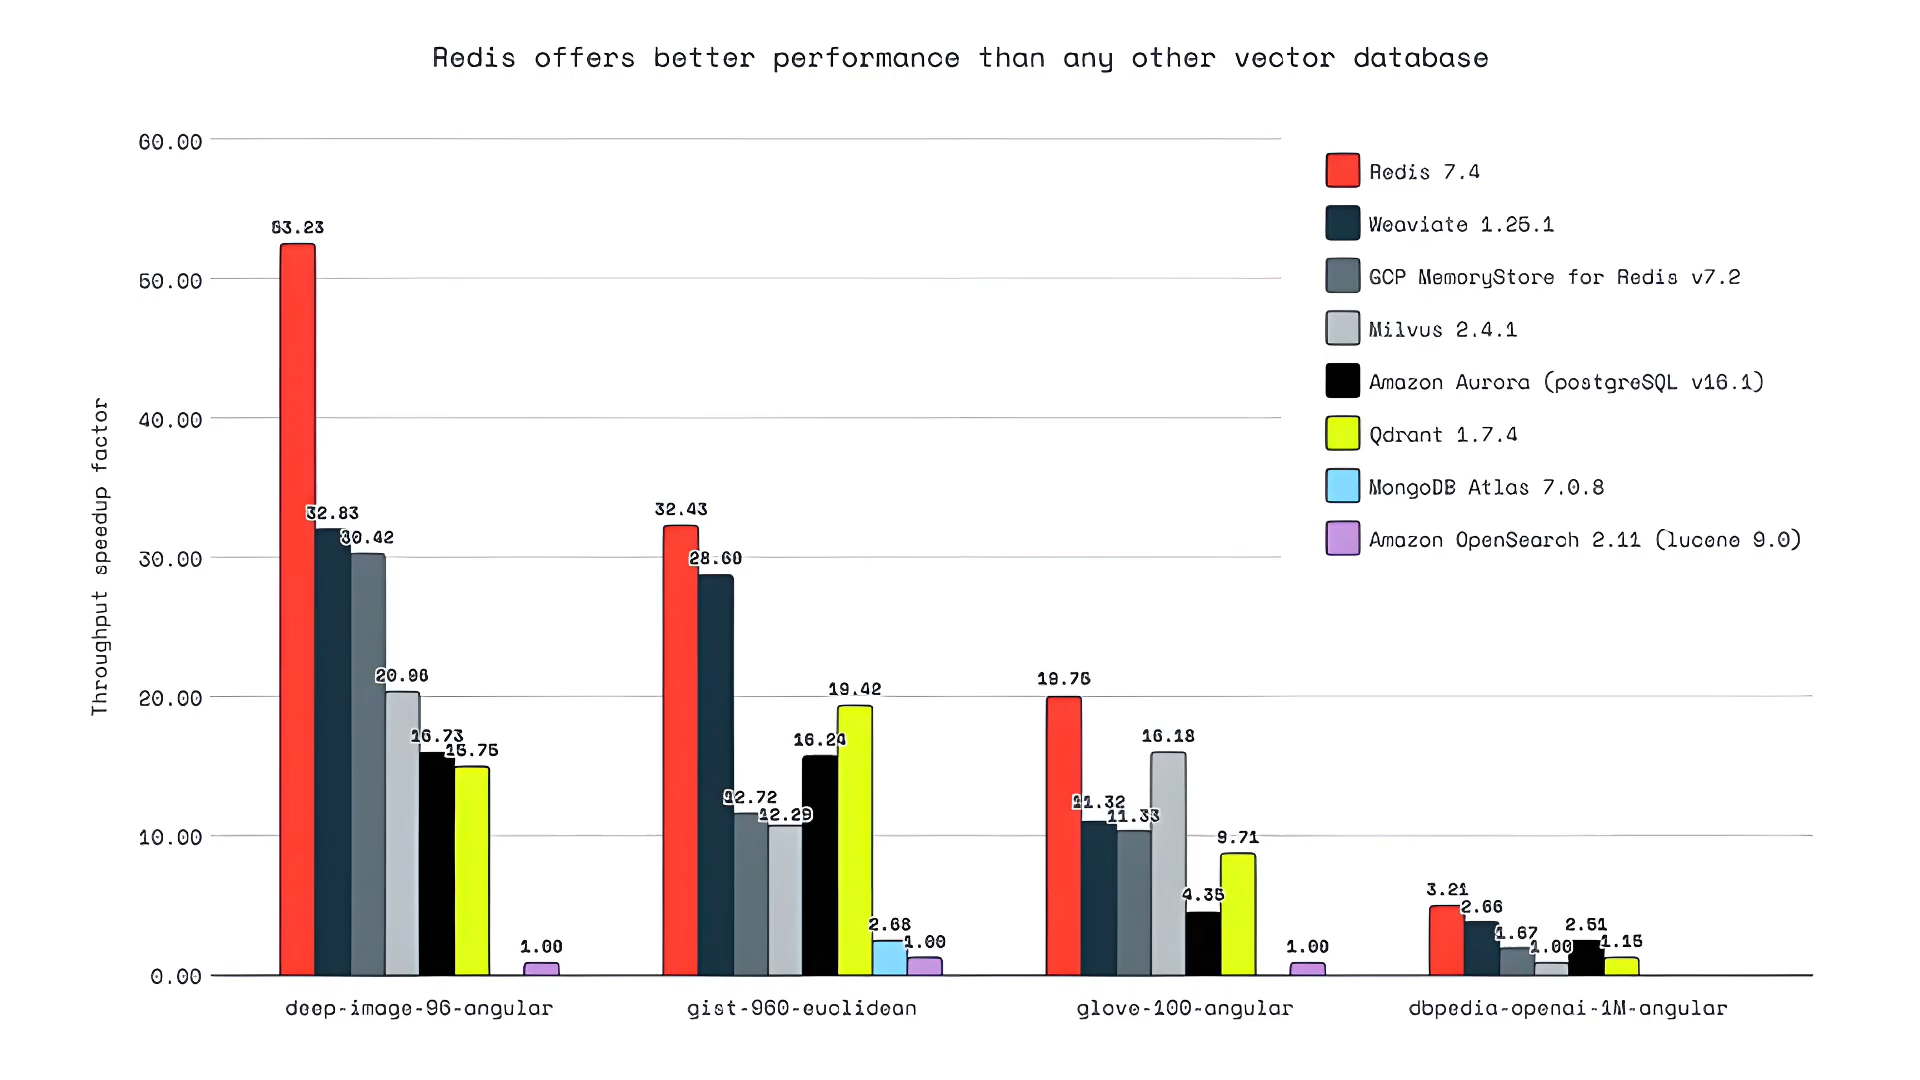 Redis offers better performance than any other vector database
Throughput speedup factor
60.00
50.00
40.00
30.00
20.00
10.00
0.00
53.23
32.83
30.42
16.73
15.75
1.00
32.43
28.60
12.72
12.29
16.24
19.42
2.68
1.00
19.75
11.32
11.33
16.18
4.35
9.71
1.00
3.21
2.66
1.67
1.00
2.51
1.15
deep-image-96-angular
gist-960-euclidean
glove-100-angular
dbpedia-openai-1M-angular
Redis 7.4
Weaviate 1.25.1
GCP MemoryStore for Redis v7.2
Milvus 2.4.1
Amazon Aurora (postgreSQL v16.1)
Qdrant 1.7.4
MongoDB Atlas 7.0.8
Amazon OpenSearch 2.11 (lucene 9.0)